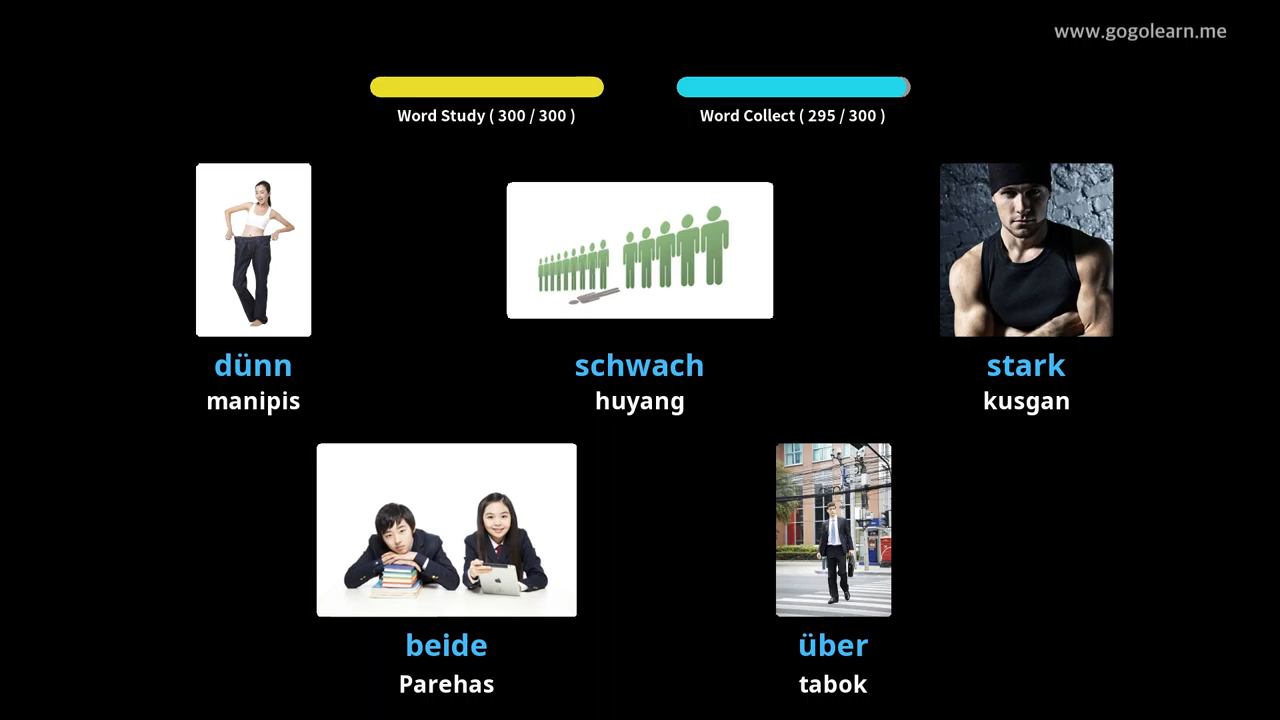 www.gogolearn.me
Word Study ( 300 / 300 )
Word Collect ( 295 / 300 )
dünn
manipis
schwach
huyang
stark
kusgan
beide
Parehas
über
tabok